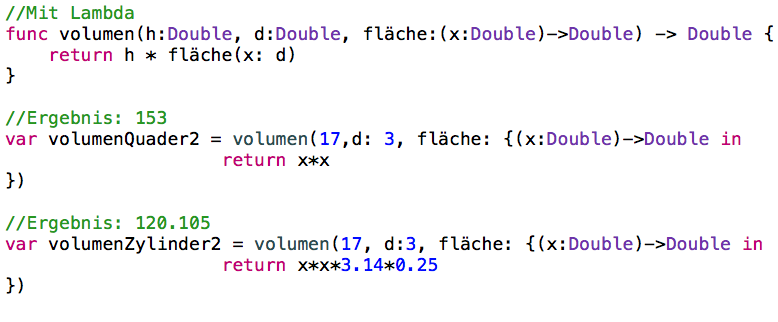 //Mit Lambda
func volumen(h:Double, d:Double, fläche:(x:Double)->Double) -> Double {
    return h * fläche(x: d)
}
//Ergebnis: 153
var volumenQuader2 = volumen(17,d: 3, fläche: {(x:Double)->Double in
                    return x*x
})
//Ergebnis: 120.105
var volumenZylinder2 = volumen(17, d:3, fläche: {(x:Double)->Double in
                    return x*x*3.14*0.25
})